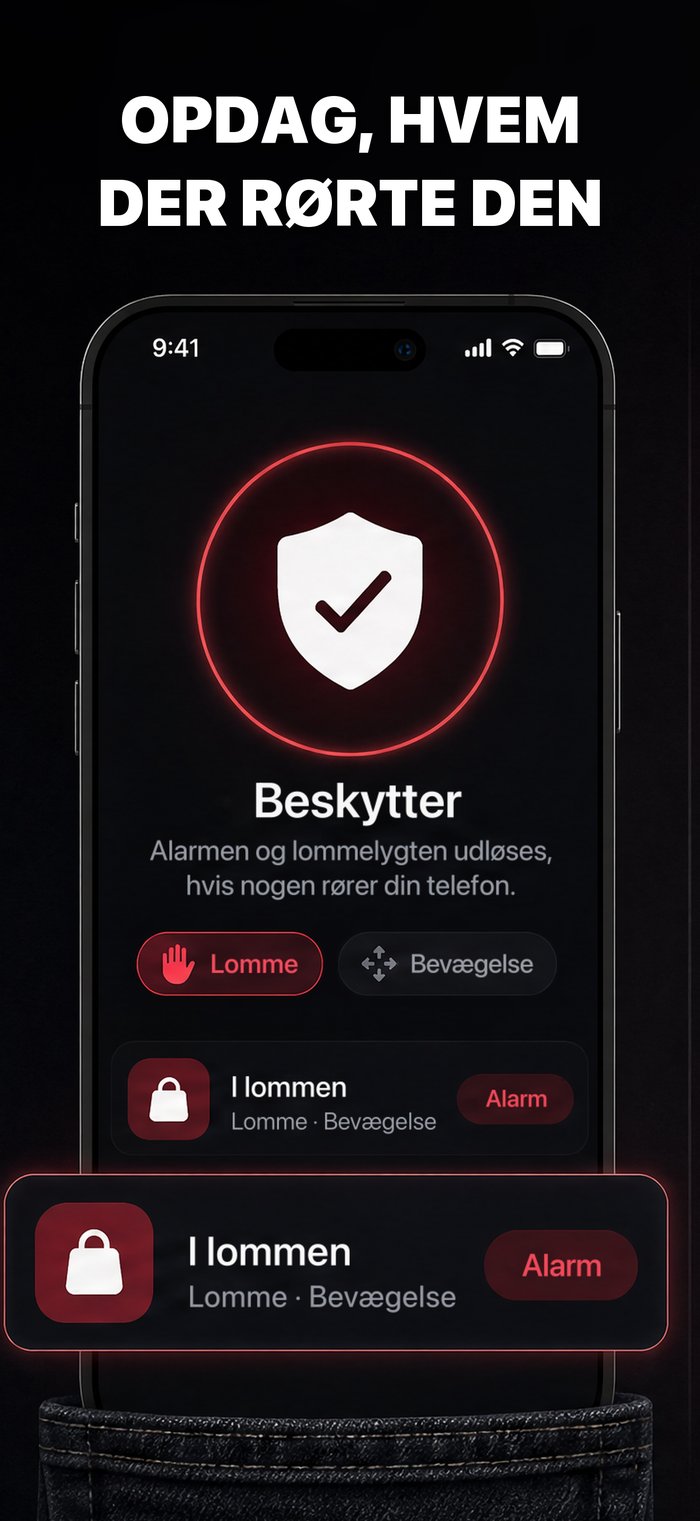 OPDAG, HVEM
DER RØRTE DEN
9:41
Beskytter
Alarmen og lommelygten udløses,
hvis nogen rører din telefon.
Lomme
Bevægelse
I lommen
Alarm
Lomme · Bevægelse
I lommen
Alarm
Lomme · Bevægelse